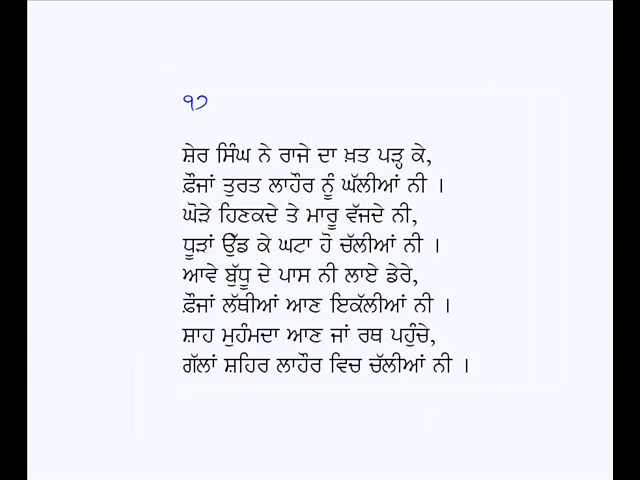 ੧੭
ਸ਼ੇਰ ਸਿੰਘ ਨੇ ਰਾਜੇ ਦਾ ਖ਼ਤ ਪੜ੍ਹ ਕੇ,
ਫ਼ੌਜਾਂ ਤੁਰਤ ਲਾਹੌਰ ਨੂੰ ਘੱਲੀਆਂ ਨੀ ।
ਘੋੜੇ ਹਿਣਕਦੇ ਤੇ ਮਾਰੂ ਵੱਜਦੇ ਨੀ,
ਧੂੜਾਂ ਉੱਡ ਕੇ ਘਟਾ ਹੋ ਚੱਲੀਆਂ ਨੀ ।
ਆਵੇ ਬੁੱਧੂ ਦੇ ਪਾਸ ਨੀ ਲਾਏ ਡੇਰੇ,
ਫ਼ੌਜਾਂ ਲੱਥੀਆਂ ਆਣ ਇਕੱਲੀਆਂ ਨੀ ।
ਸ਼ਾਹ ਮੁਹੰਮਦਾ ਆਣ ਜਾਂ ਰਥ ਪਹੁੰਚੇ,
ਗੱਲਾਂ ਸ਼ਹਿਰ ਲਾਹੌਰ ਵਿਚ ਚੱਲੀਆਂ ਨੀ ।